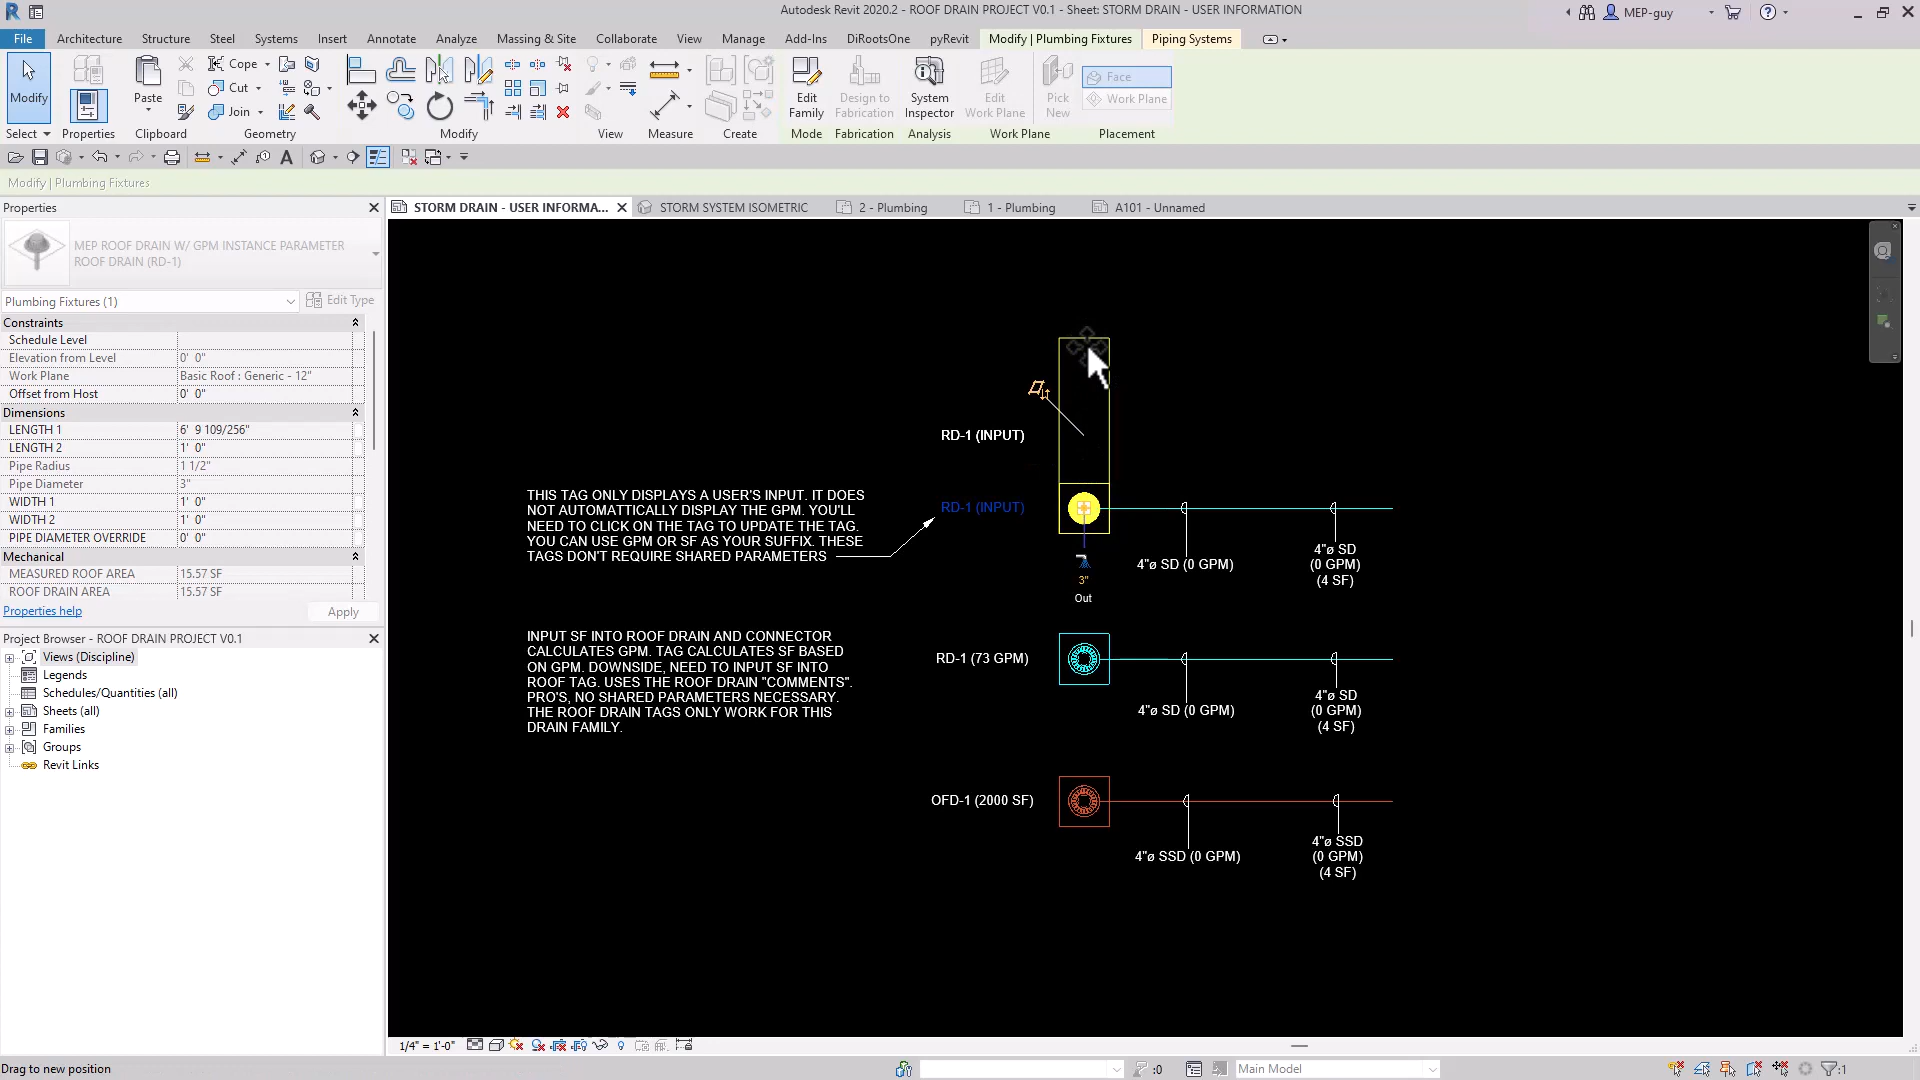 Autodesk Revit 2020.2 - ROOF DRAIN PROJECT V0.1 - Sheet: STORM DRAIN - USER INFORMATION
MEP-guy
File Architecture Structure Steel Systems Insert Annotate Analyze Massing & Site Collaborate View Manage Add-Ins DiRootsOne pyRevit Modify | Plumbing Fixtures Piping Systems
Modify
Paste
Cope
Cut
Join
Edit Family
Design to Fabrication
System Inspector
Edit Work Plane
Pick New
Face
Work Plane
Select Properties Clipboard Geometry Modify View Measure Create Mode Fabrication Analysis Work Plane Placement
Modify | Plumbing Fixtures
Properties
STORM DRAIN - USER INFORMA... STORM SYSTEM ISOMETRIC 2 - Plumbing 1 - Plumbing A101 - Unnamed
MEP ROOF DRAIN W/ GPM INSTANCE PARAMETER
ROOF DRAIN (RD-1)
Plumbing Fixtures (1) Edit Type
Constraints
Schedule Level
Elevation from Level 0' 0"
Work Plane Basic Roof : Generic - 12"
Offset from Host 0' 0"
Dimensions
LENGTH 1 6' 9 109/256"
LENGTH 2 1' 0"
Pipe Radius 1 1/2"
Pipe Diameter 3"
WIDTH 1 1' 0"
WIDTH 2 1' 0"
PIPE DIAMETER OVERRIDE 0' 0"
Mechanical
MEASURED ROOF AREA 15.57 SF
ROOF DRAIN AREA 15.57 SF
Properties help Apply
Project Browser - ROOF DRAIN PROJECT V0.1
Views (Discipline)
Legends
Schedules/Quantities (all)
Sheets (all)
Families
Groups
Revit Links
RD-1 (INPUT)
THIS TAG ONLY DISPLAYS A USER'S INPUT. IT DOES
NOT AUTOMATTICALLY DISPLAY THE GPM. YOU'LL
NEED TO CLICK ON THE TAG TO UPDATE THE TAG.
YOU CAN USE GPM OR SF AS YOUR SUFFIX. THESE
TAGS DON'T REQUIRE SHARED PARAMETERS
RD-1 (INPUT)
3"
Out
4"ø SD (0 GPM)
4"ø SD
(0 GPM)
(4 SF)
INPUT SF INTO ROOF DRAIN AND CONNECTOR
CALCULATES GPM. TAG CALCULATES SF BASED
ON GPM. DOWNSIDE, NEED TO INPUT SF INTO
ROOF TAG. USES THE ROOF DRAIN "COMMENTS".
PRO'S, NO SHARED PARAMETERS NECESSARY.
THE ROOF DRAIN TAGS ONLY WORK FOR THIS
DRAIN FAMILY.
RD-1 (73 GPM)
4"ø SD (0 GPM)
4"ø SD
(0 GPM)
(4 SF)
OFD-1 (2000 SF)
4"ø SSD (0 GPM)
4"ø SSD
(0 GPM)
(4 SF)
1/4" = 1'-0"
Drag to new position
:0
Main Model
:1